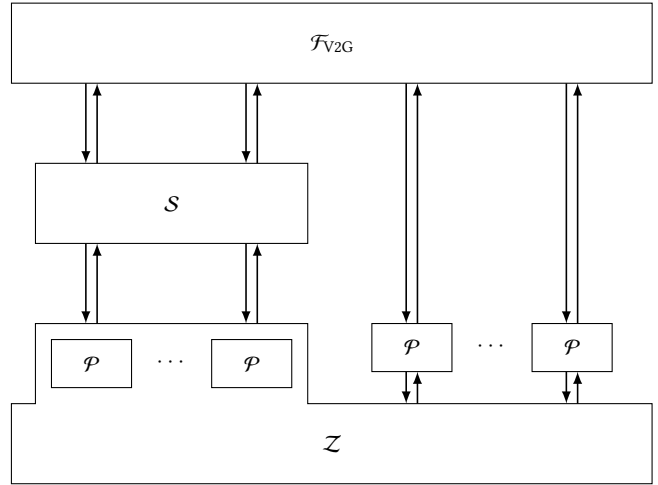 ℱV2G
𝒮
𝒫 · · · 𝒫 𝒫 · · · 𝒫
𝒵